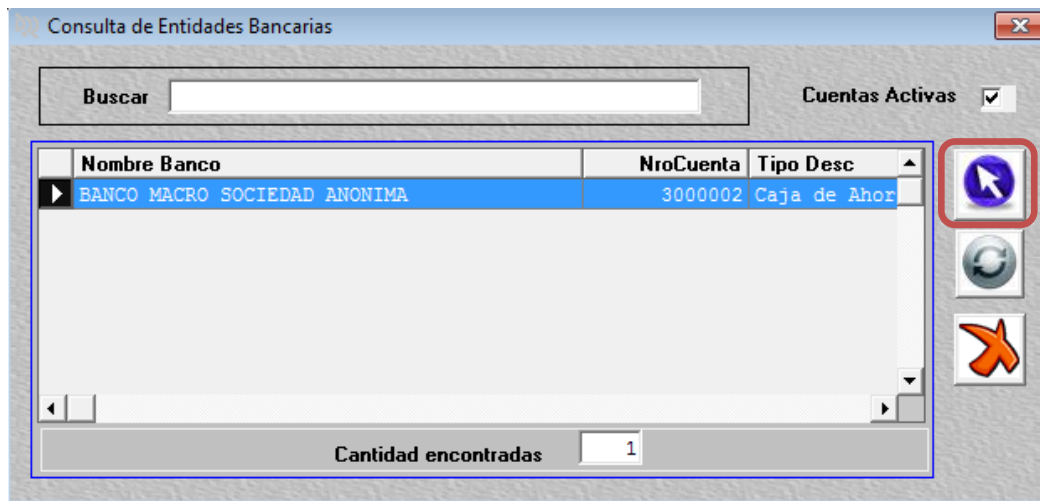 Consulta de Entidades Bancarias
Buscar
Cuentas Activas
Nombre Banco NroCuenta Tipo Desc
BANCO MACRO SOCIEDAD ANONIMA 3000002 Caja de Ahor
Cantidad encontradas 1